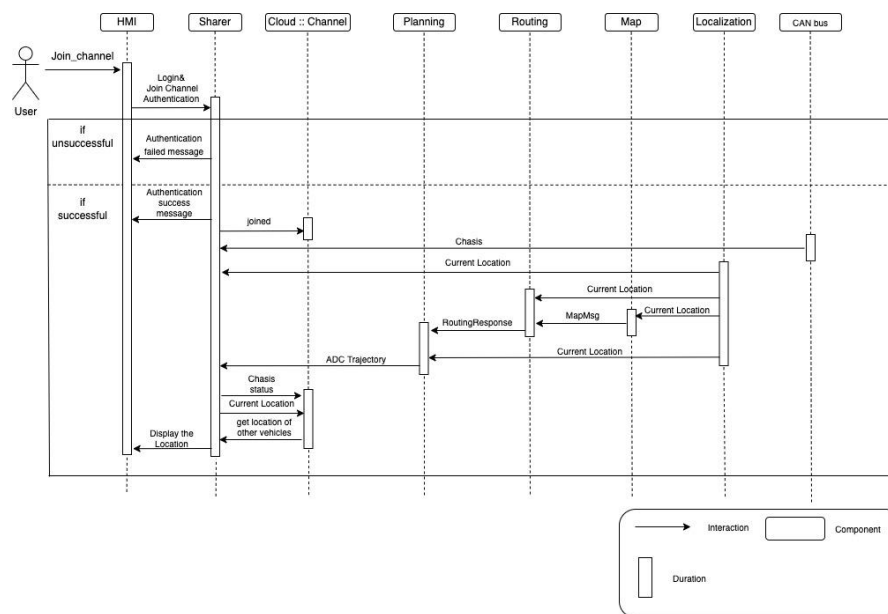 HMI
Sharer
Cloud :: Channel
Planning
Routing
Map
Localization
CAN bus
Join_channel
User
Login&
Join Channel
Authentication
if
unsuccessful
Authentication
failed message
if
successful
Authentication
success
message
joined
Chasis
Current Location
Current Location
Current Location
MapMsg
RoutingResponse
Current Location
ADC Trajectory
Chasis
status
Current Location
get location of
other vehicles
Display the
Location
Interaction
Component
Duration